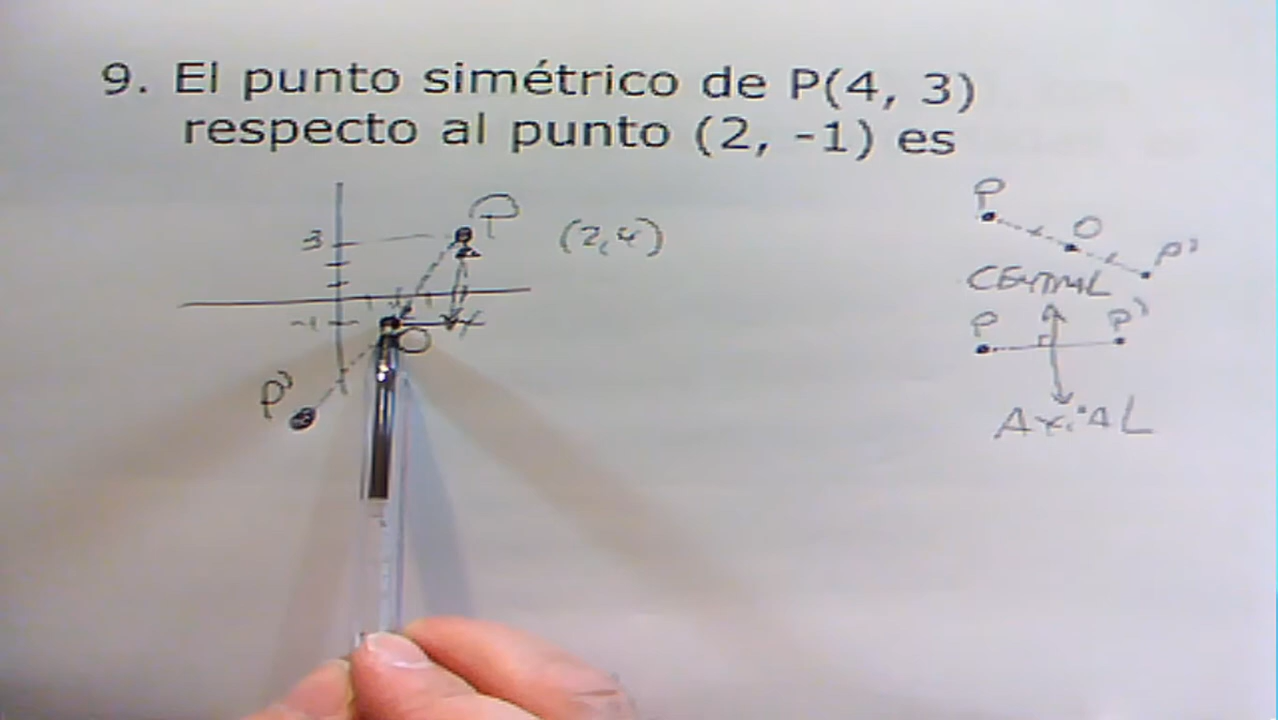 9. El punto simétrico de P(4, 3)
respecto al punto (2, -1) es
P
(2,4)
3
-1
O
P'
P
O
P'
CENTRAL
P
P'
AXIAL